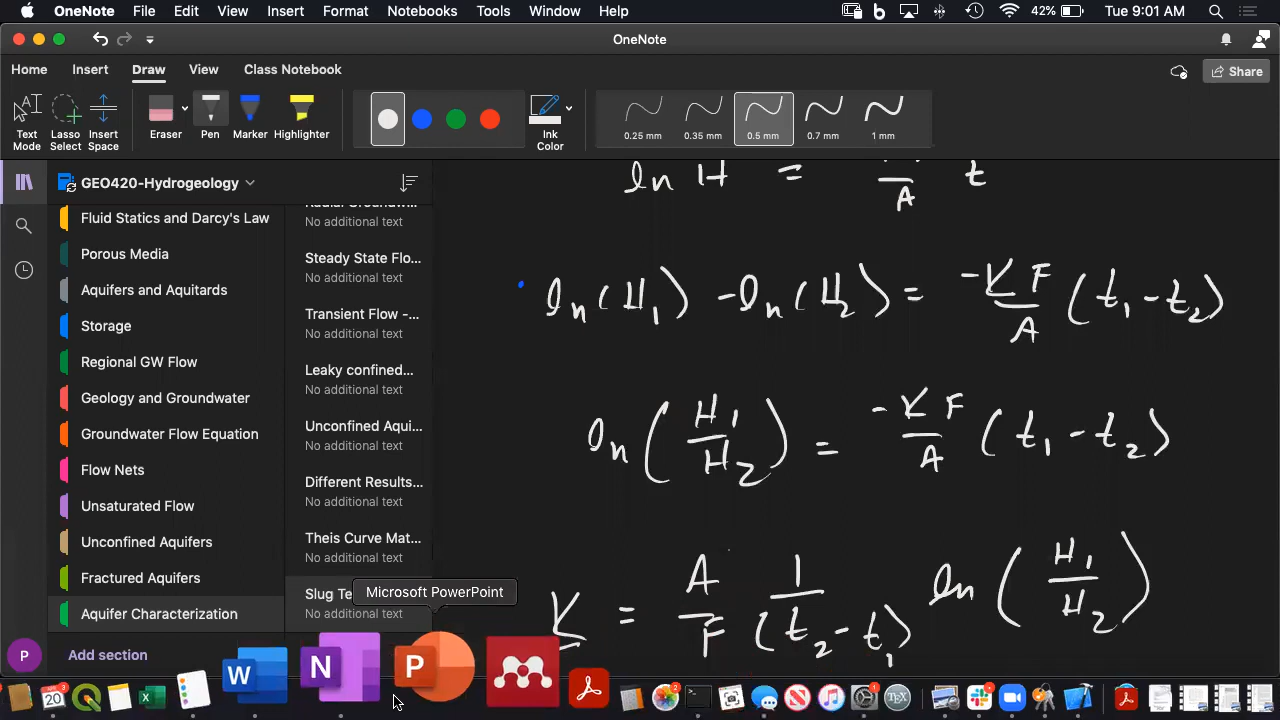 OneNote File Edit View Insert Format Notebooks Tools Window Help 42% Tue 9:01 AM
OneNote
Home Insert Draw View Class Notebook Share
Text Mode
Lasso Select
Insert Space
Eraser
Pen
Marker
Highlighter
Ink Color
0.25 mm
0.35 mm
0.5 mm
0.7 mm
1 mm
GEO420-Hydrogeology
Fluid Statics and Darcy's Law
Porous Media
Aquifers and Aquitards
Storage
Regional GW Flow
Geology and Groundwater
Groundwater Flow Equation
Flow Nets
Unsaturated Flow
Unconfined Aquifers
Fractured Aquifers
Aquifer Characterization
P Add section
No additional text
Steady State Flo...
No additional text
Transient Flow -...
No additional text
Leaky confined...
No additional text
Unconfined Aqui...
No additional text
Different Results...
No additional text
Theis Curve Mat...
No additional text
Slug Te
No additional text
Microsoft PowerPoint
ln H = / A t
ln(H1) - ln(H2) = -KF/A (t1 - t2)
ln(H1/H2) = -KF/A (t1 - t2)
K = A/F 1/(t2 - t1) ln(H1/H2)
20
W N P
TEX